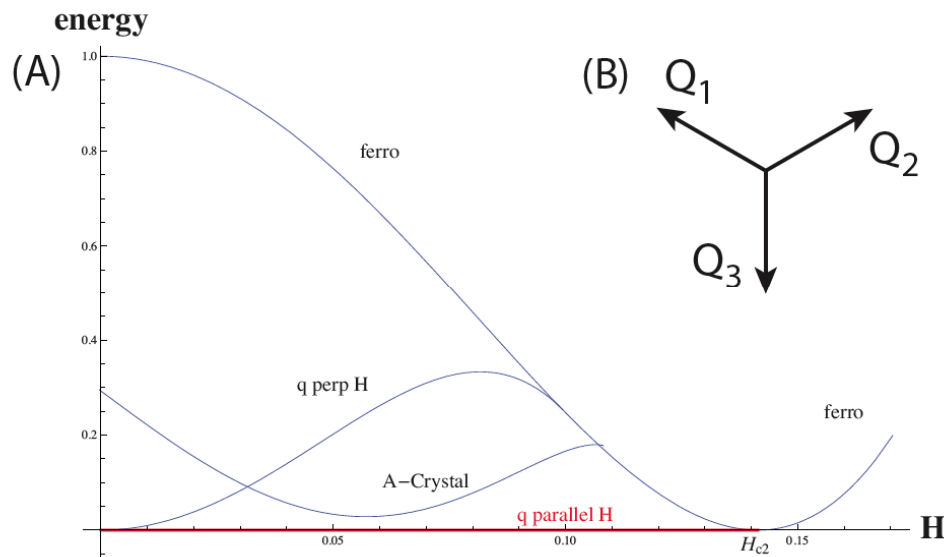 energy
(A)
(B)
Q1
Q2
Q3
1.0
0.8
0.6
0.4
0.2
ferro
q perp H
ferro
A−Crystal
q parallel H
0.05
0.10
Hc2
0.15
H